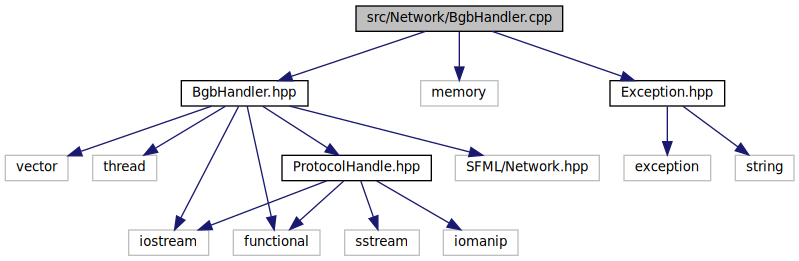 src/Network/BgbHandler.cpp
BgbHandler.hpp
memory
Exception.hpp
vector
thread
ProtocolHandle.hpp
SFML/Network.hpp
exception
string
iostream
functional
sstream
iomanip